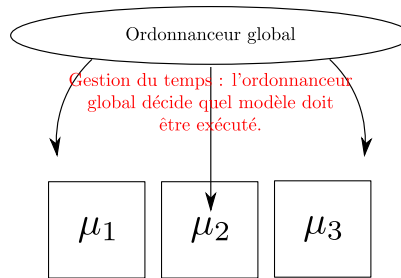 Ordonnanceur global
Gestion du temps : l'ordonnanceur
global décide quel modèle doit
être exécuté.
μ₁ μ₂ μ₃